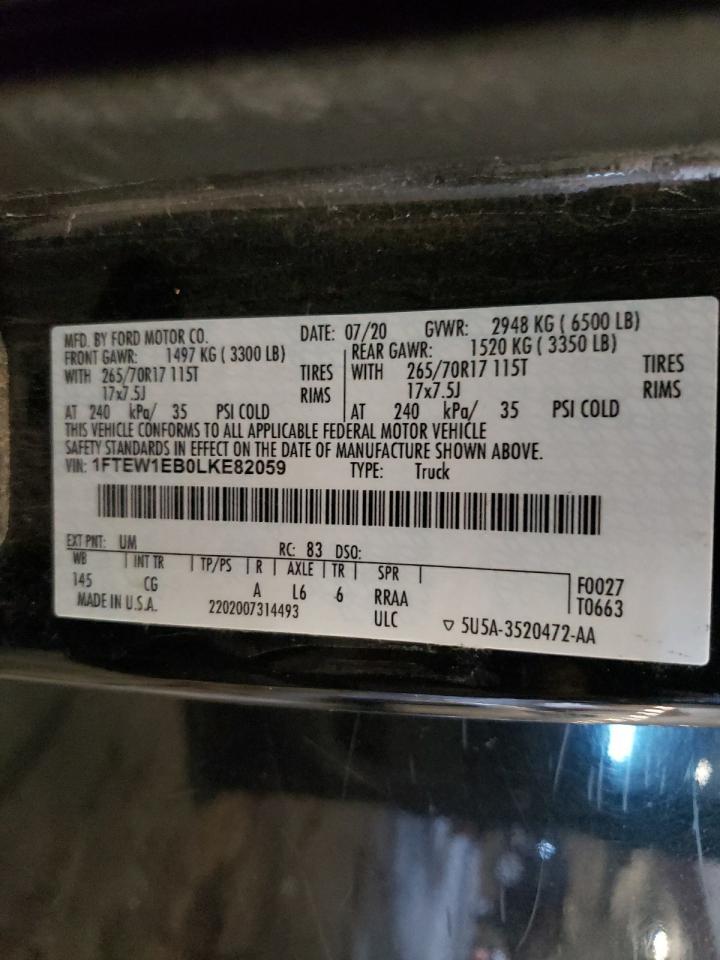 MFD. BY FORD MOTOR CO. DATE: 07/20 GVWR: 2948 KG ( 6500 LB)
FRONT GAWR: 1497 KG ( 3300 LB) REAR GAWR: 1520 KG ( 3350 LB)
WITH 265/70R17 115T TIRES WITH 265/70R17 115T TIRES
17x7.5J RIMS 17x7.5J RIMS
AT 240 kPa/ 35 PSI COLD AT 240 kPa/ 35 PSI COLD
THIS VEHICLE CONFORMS TO ALL APPLICABLE FEDERAL MOTOR VEHICLE
SAFETY STANDARDS IN EFFECT ON THE DATE OF MANUFACTURE SHOWN ABOVE.
VIN: 1FTEW1EB0LKE82059 TYPE: Truck
EXT PNT: UM RC: 83 DSO:
WB INT TR TP/PS R AXLE TR SPR
145 CG A L6 6 RRAA F0027
MADE IN U.S.A. 2202007314493 ULC T0663
▽ 5U5A-3520472-AA